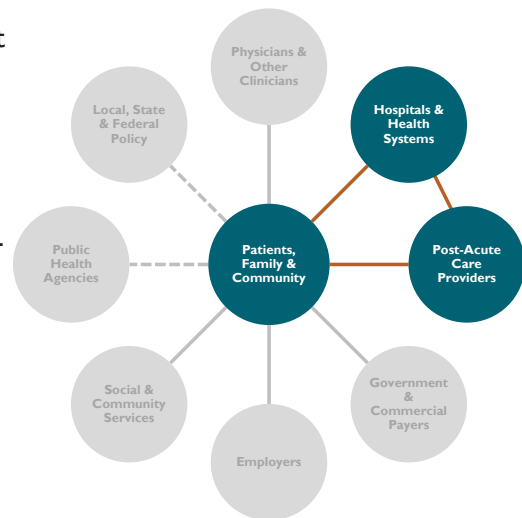 t
Physicians &
Other
Clinicians
Local, State
& Federal
Policy
Hospitals &
Health
Systems
Public
Health
Agencies
Patients,
Family &
Community
Post-Acute
Care
Providers
Social &
Community
Services
Government
&
Commercial
Payers
Employers